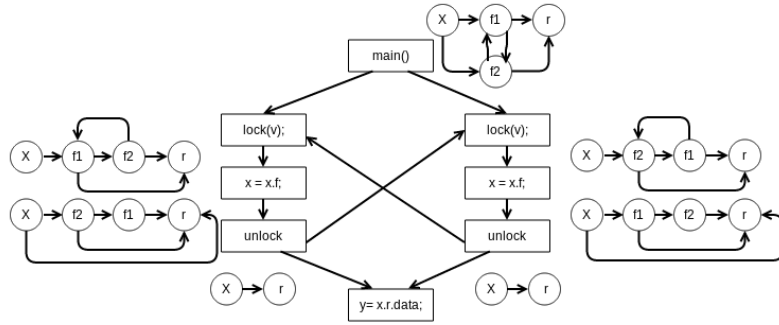 X f1 r
f2
main()
lock(v);
lock(v);
X f1 f2 r
X f2 f1 r
x = x.f;
x = x.f;
X f2 f1 r
X f1 f2 r
unlock
unlock
X r
X r
y= x.r.data;